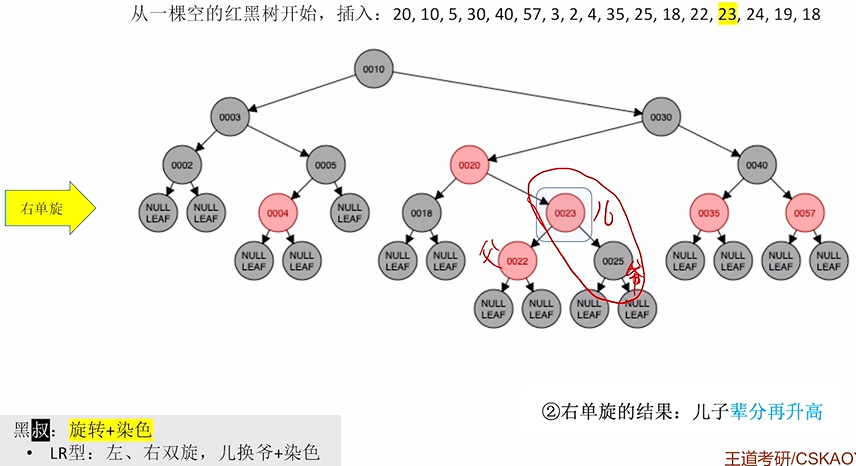 从一棵空的红黑树开始，插入：20, 10, 5, 30, 40, 57, 3, 2, 4, 35, 25, 18, 22, 23, 24, 19, 18
0010
0003
0030
0002
0005
0020
0040
右单旋
NULL LEAF
NULL LEAF
0004
NULL LEAF
0018
0023
儿
0035
0057
NULL LEAF
NULL LEAF
NULL LEAF
NULL LEAF
父
0022
0025
爷
NULL LEAF
NULL LEAF
NULL LEAF
NULL LEAF
NULL LEAF
NULL LEAF
NULL LEAF
NULL LEAF
②右单旋的结果：儿子辈分再升高
黑叔：旋转+染色
• LR型：左、右双旋，儿换爷+染色
王道考研/CSKAOY